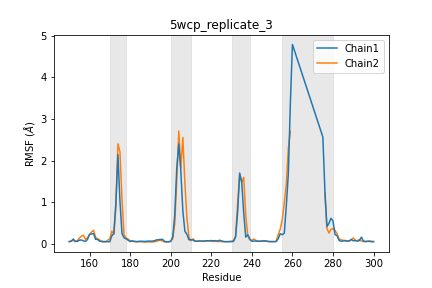 5wcp_replicate_3
RMSF (Å)
5
4
3
2
1
0
Chain1
Chain2
160 180 200 220 240 260 280 300
Residue